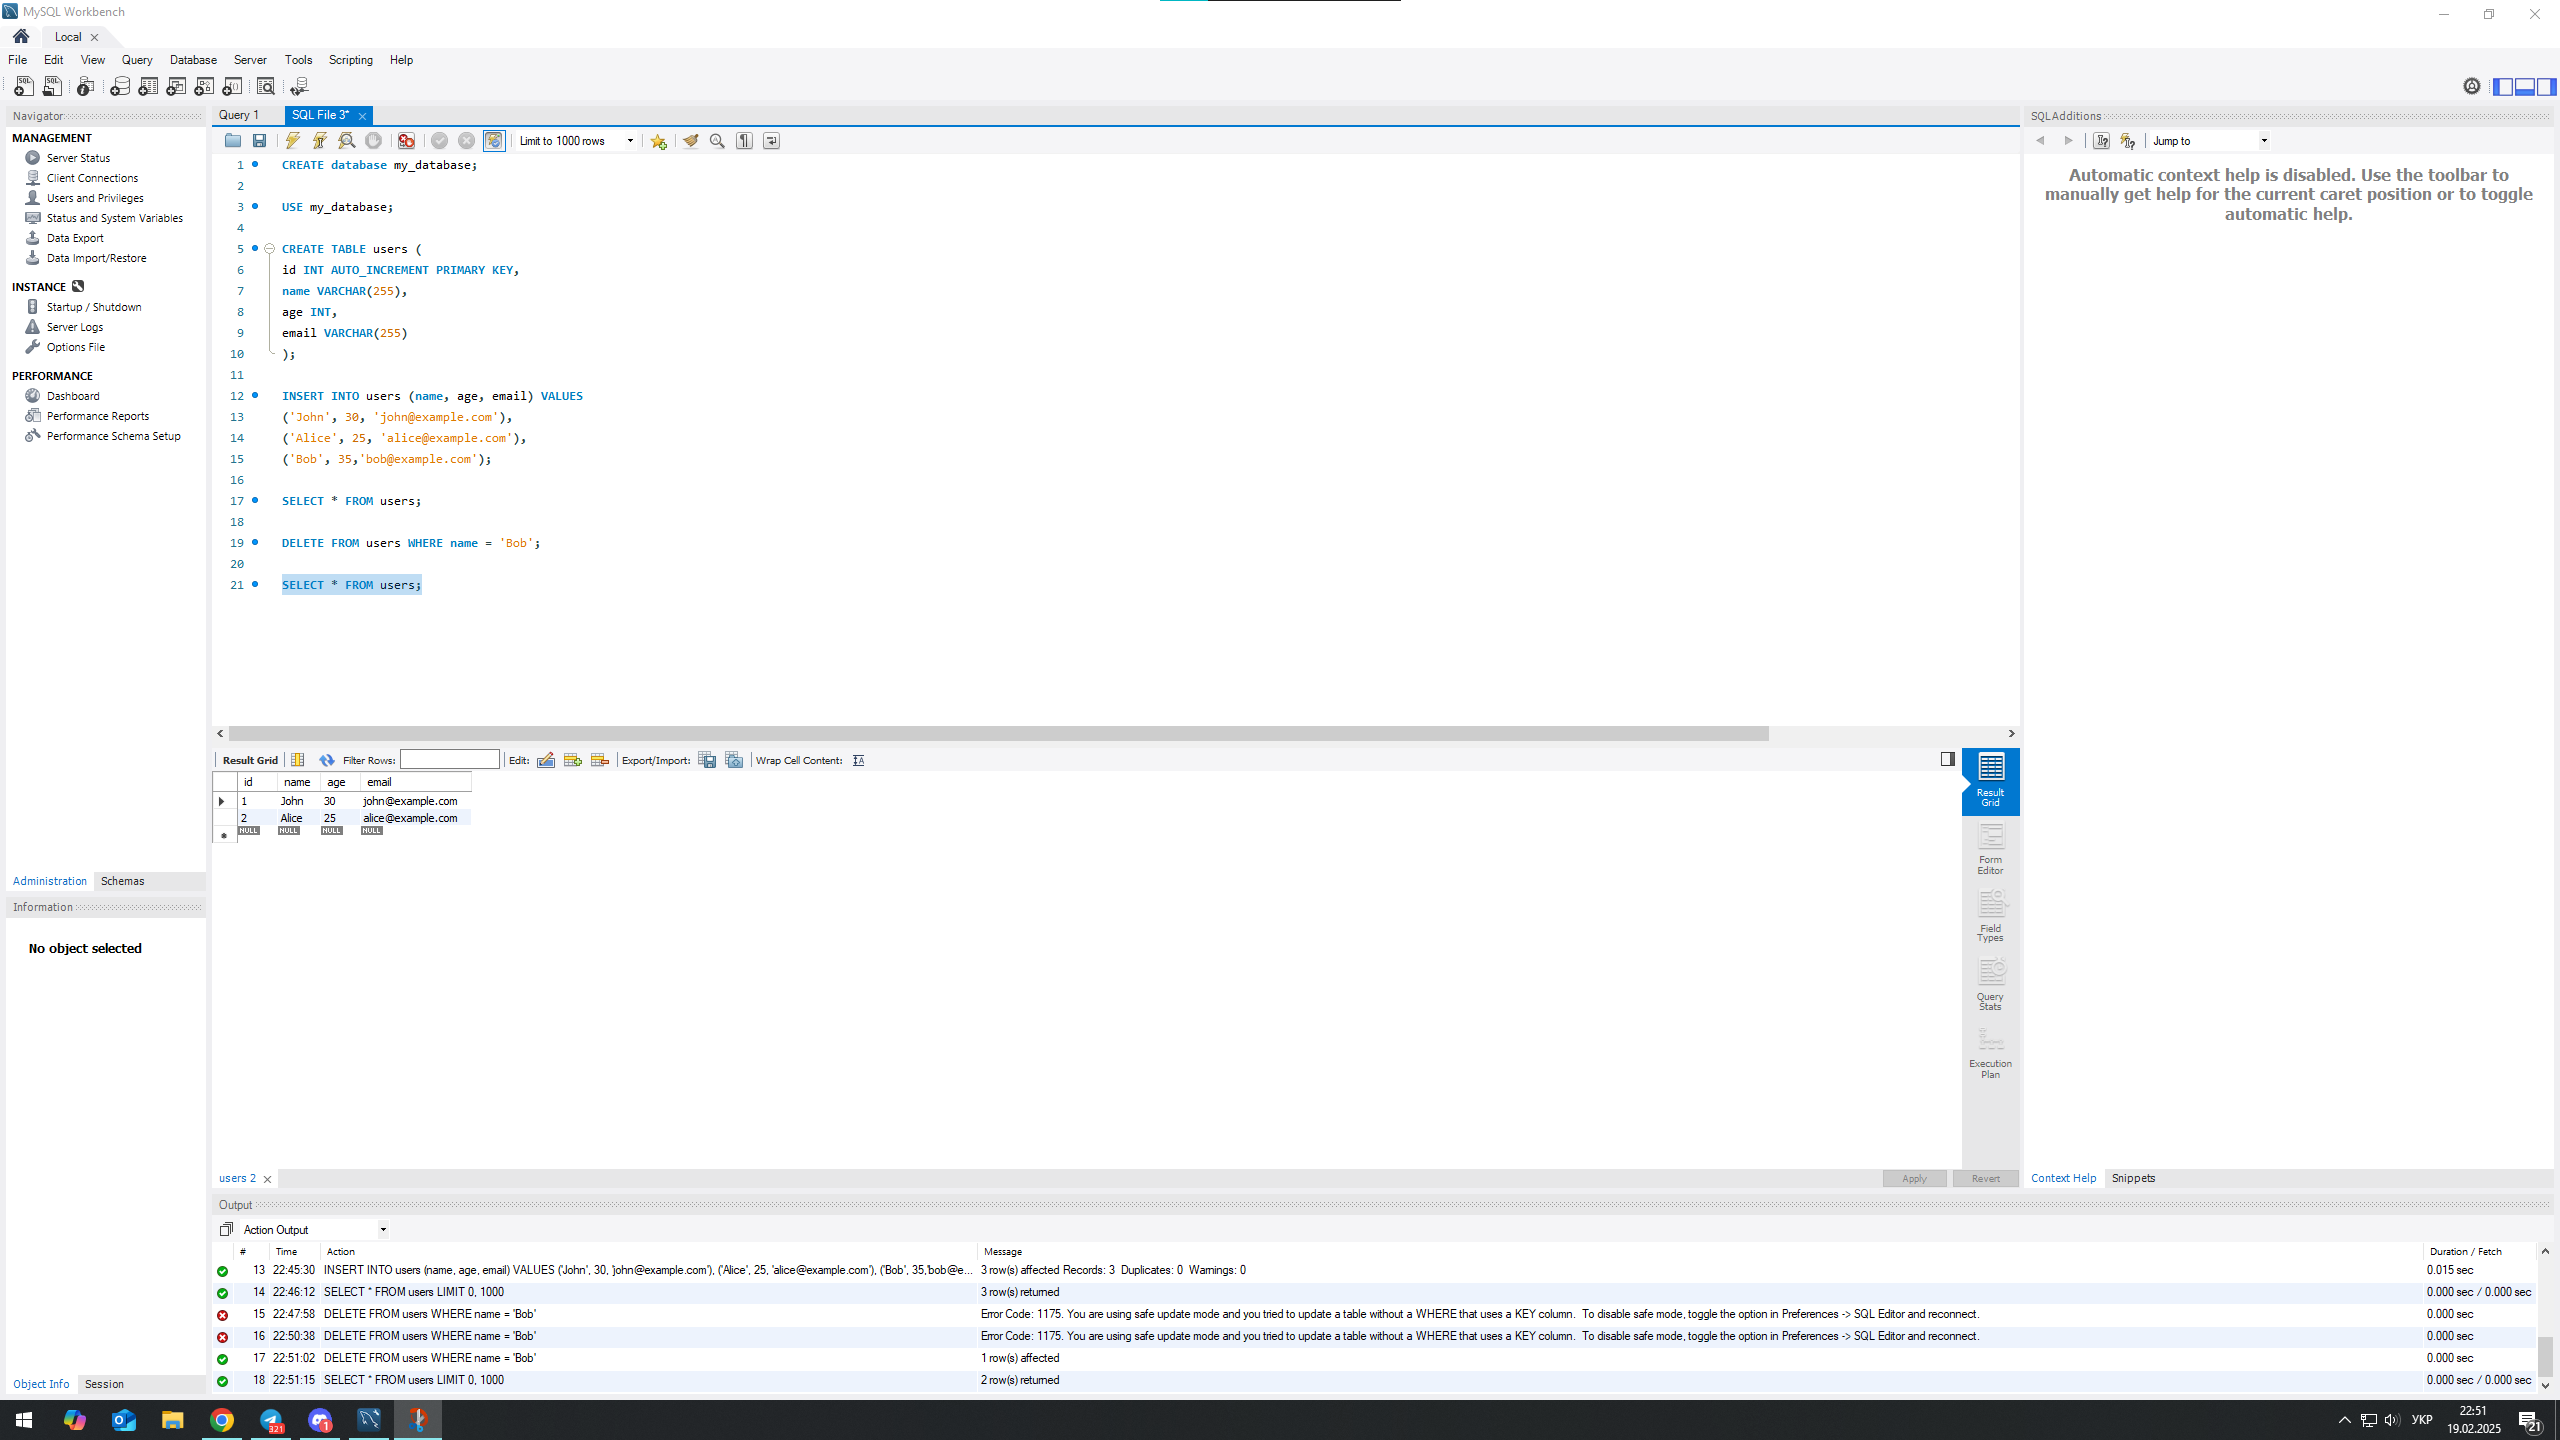 MySQL Workbench
Local
File Edit View Query Database Server Tools Scripting Help
Navigator
MANAGEMENT
Server Status
Client Connections
Users and Privileges
Status and System Variables
Data Export
Data Import/Restore
INSTANCE
Startup / Shutdown
Server Logs
Options File
PERFORMANCE
Dashboard
Performance Reports
Performance Schema Setup
Administration Schemas
Information
No object selected
Object Info Session
Query 1 SQL File 3*
Limit to 1000 rows
1 CREATE database my_database;
2
3 USE my_database;
4
5 CREATE TABLE users (
6 id INT AUTO_INCREMENT PRIMARY KEY,
7 name VARCHAR(255),
8 age INT,
9 email VARCHAR(255)
10 );
11
12 INSERT INTO users (name, age, email) VALUES
13 ('John', 30, 'john@example.com'),
14 ('Alice', 25, 'alice@example.com'),
15 ('Bob', 35,'bob@example.com');
16
17 SELECT * FROM users;
18
19 DELETE FROM users WHERE name = 'Bob';
20
21 SELECT * FROM users;
Result Grid Filter Rows: Edit: Export/Import: Wrap Cell Content:
id name age email
1 John 30 john@example.com
2 Alice 25 alice@example.com
NULL NULL NULL NULL
Result
Grid
Form
Editor
Field
Types
Query
Stats
Execution
Plan
users 2
Apply Revert
SQLAdditions
Jump to
Automatic context help is disabled. Use the toolbar to
manually get help for the current caret position or to toggle
automatic help.
Context Help Snippets
Output
Action Output
# Time Action Message Duration / Fetch
13 22:45:30 INSERT INTO users (name, age, email) VALUES ('John', 30, 'john@example.com'), ('Alice', 25, 'alice@example.com'), ('Bob', 35,'bob@e... 3 row(s) affected Records: 3 Duplicates: 0 Warnings: 0 0.015 sec
14 22:46:12 SELECT * FROM users LIMIT 0, 1000 3 row(s) returned 0.000 sec / 0.000 sec
15 22:47:58 DELETE FROM users WHERE name = 'Bob' Error Code: 1175. You are using safe update mode and you tried to update a table without a WHERE that uses a KEY column. To disable safe mode, toggle the option in Preferences -> SQL Editor and reconnect. 0.000 sec
16 22:50:38 DELETE FROM users WHERE name = 'Bob' Error Code: 1175. You are using safe update mode and you tried to update a table without a WHERE that uses a KEY column. To disable safe mode, toggle the option in Preferences -> SQL Editor and reconnect. 0.000 sec
17 22:51:02 DELETE FROM users WHERE name = 'Bob' 1 row(s) affected 0.000 sec
18 22:51:15 SELECT * FROM users LIMIT 0, 1000 2 row(s) returned 0.000 sec / 0.000 sec
321
1
УКР
22:51
19.02.2025
21